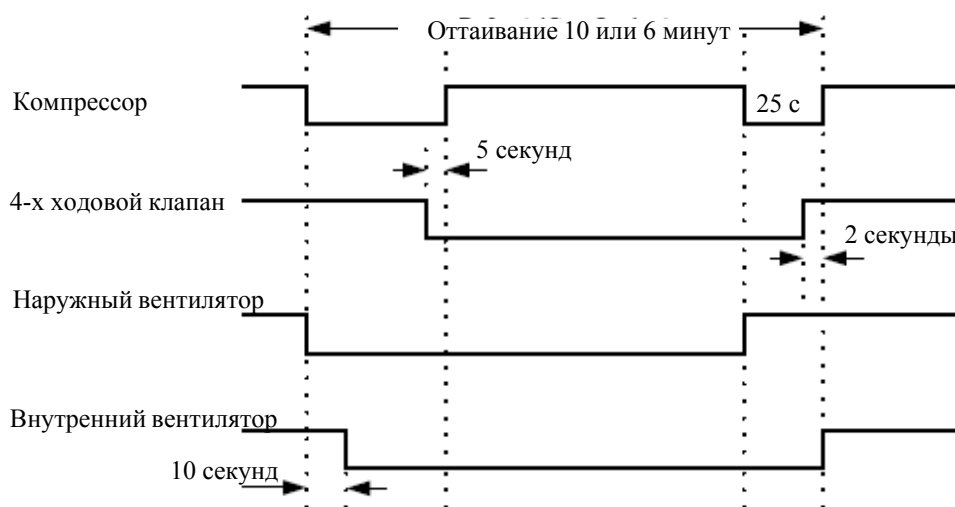 Оттаивание 10 или 6 минут
Компрессор
25 с
5 секунд
4-х ходовой клапан
2 секунды
Наружный вентилятор
Внутренний вентилятор
10 секунд